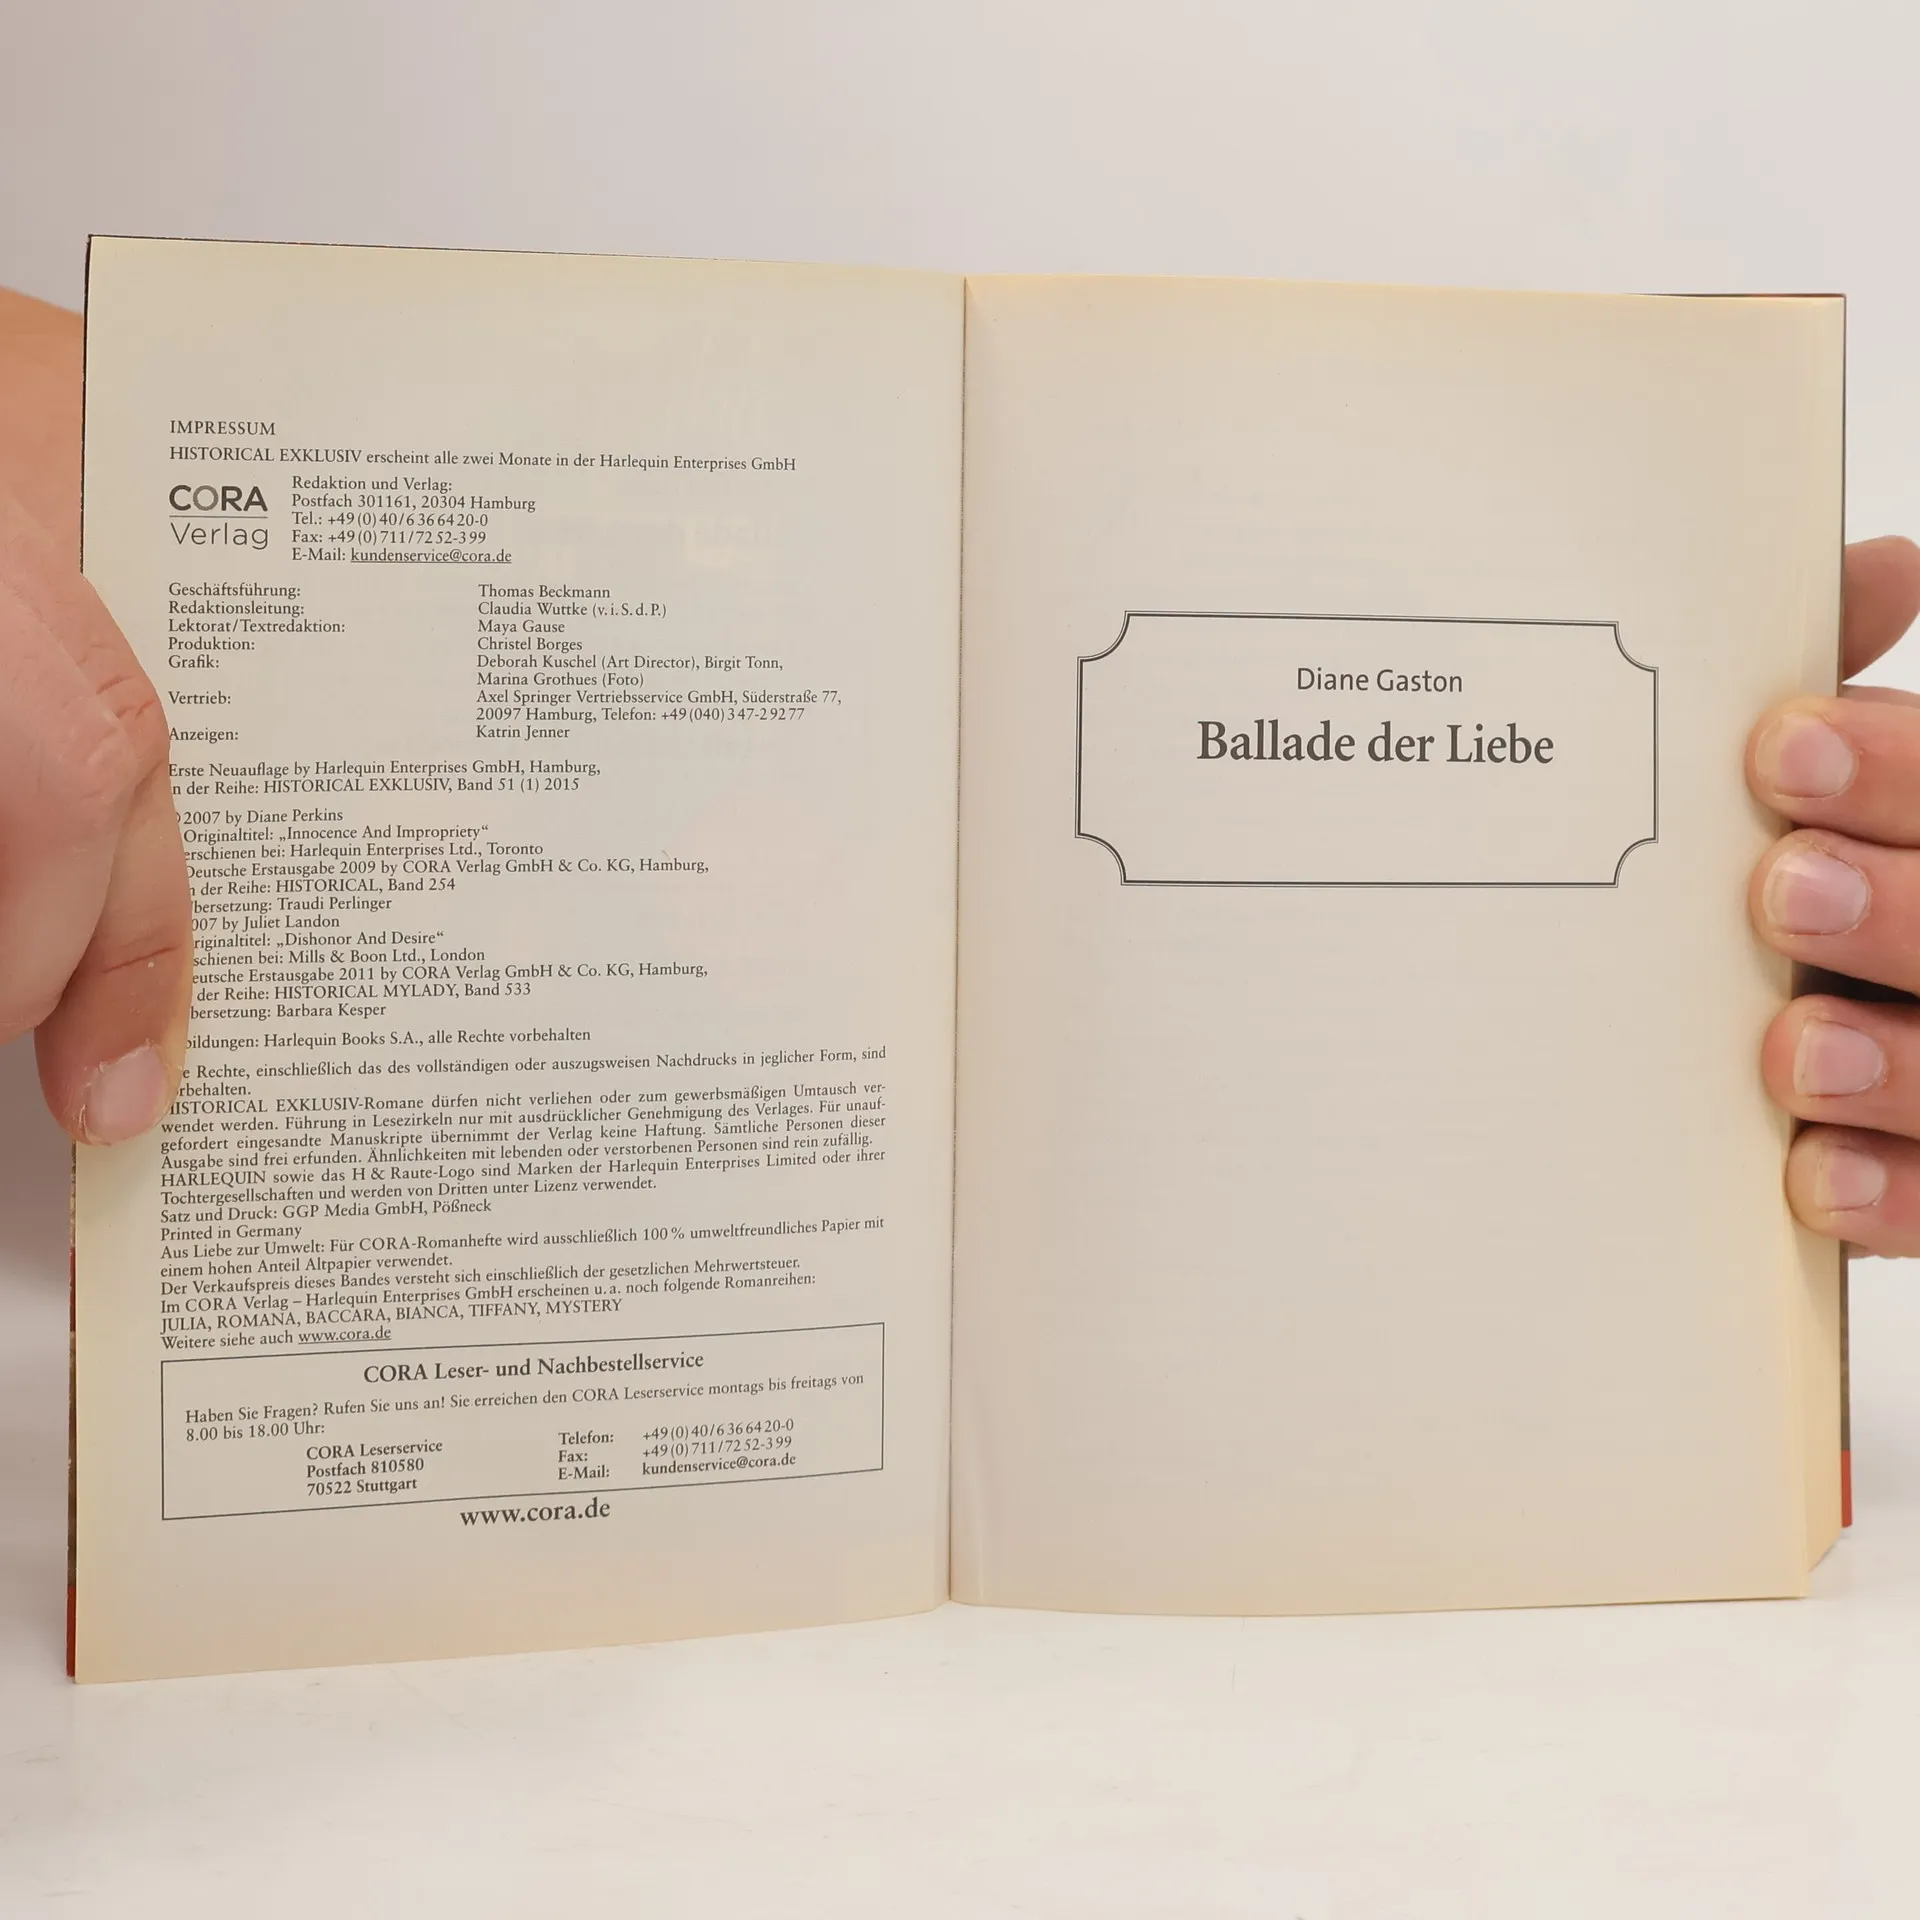 IMPRESSUM
HISTORICAL EXKLUSIV erscheint alle zwei Monate in der Harlequin Enterprises GmbH
CORA
Verlag
Redaktion und Verlag:
Postfach 301161, 20304 Hamburg
Tel.: +49(0)40/6366420-0
Fax: +49(0)711/7252-399
E-Mail: kundenservice@cora.de
Geschäftsführung: Thomas Beckmann
Redaktionsleitung: Claudia Wuttke (v.i.S.d.P.)
Lektorat/Textredaktion: Maya Gause
Produktion: Christel Borges
Grafik: Deborah Kuschel (Art Director), Birgit Tonn,
Marina Grothues (Foto)
Vertrieb: Axel Springer Vertriebsservice GmbH, Süderstraße 77,
20097 Hamburg, Telefon: +49(040)347-29277
Anzeigen: Katrin Jenner
Erste Neuauflage by Harlequin Enterprises GmbH, Hamburg,
in der Reihe: HISTORICAL EXKLUSIV, Band 51 (1) 2015
2007 by Diane Perkins
Originaltitel: „Innocence And Impropriety“
erschienen bei: Harlequin Enterprises Ltd., Toronto
Deutsche Erstausgabe 2009 by CORA Verlag GmbH & Co. KG, Hamburg,
der Reihe: HISTORICAL, Band 254
bersetzung: Traudi Perlinger
007 by Juliet Landon
riginaltitel: „Dishonor And Desire“
schienen bei: Mills & Boon Ltd., London
eutsche Erstausgabe 2011 by CORA Verlag GmbH & Co. KG, Hamburg,
der Reihe: HISTORICAL MYLADY, Band 533
bersetzung: Barbara Kesper
bildungen: Harlequin Books S.A., alle Rechte vorbehalten
e Rechte, einschließlich das des vollständigen oder auszugsweisen Nachdrucks in jeglicher Form, sind
rbehalten.
HISTORICAL EXKLUSIV-Romane dürfen nicht verliehen oder zum gewerbsmäßigen Umtausch ver-
wendet werden. Führung in Lesezirkeln nur mit ausdrücklicher Genehmigung des Verlages. Für unauf-
gefordert eingesandte Manuskripte übernimmt der Verlag keine Haftung. Sämtliche Personen dieser
Ausgabe sind frei erfunden. Ähnlichkeiten mit lebenden oder verstorbenen Personen sind rein zufällig.
HARLEQUIN sowie das H & Raute-Logo sind Marken der Harlequin Enterprises Limited oder ihrer
Tochtergesellschaften und werden von Dritten unter Lizenz verwendet.
Satz und Druck: GGP Media GmbH, Pößneck
Printed in Germany
Aus Liebe zur Umwelt: Für CORA-Romanhefte wird ausschließlich 100% umweltfreundliches Papier mit
einem hohen Anteil Altpapier verwendet.
Der Verkaufspreis dieses Bandes versteht sich einschließlich der gesetzlichen Mehrwertsteuer.
Im CORA Verlag – Harlequin Enterprises GmbH erscheinen u.a. noch folgende Romanreihen:
JULIA, ROMANA, BACCARA, BIANCA, TIFFANY, MYSTERY
Weitere siehe auch www.cora.de
CORA Leser- und Nachbestellservice
Haben Sie Fragen? Rufen Sie uns an! Sie erreichen den CORA Leserservice montags bis freitags von
8.00 bis 18.00 Uhr:
CORA Leserservice
Postfach 810580
70522 Stuttgart
Telefon: +49(0)40/6366420-0
Fax: +49(0)711/7252-399
E-Mail: kundenservice@cora.de
www.cora.de
Diane Gaston
Ballade der Liebe